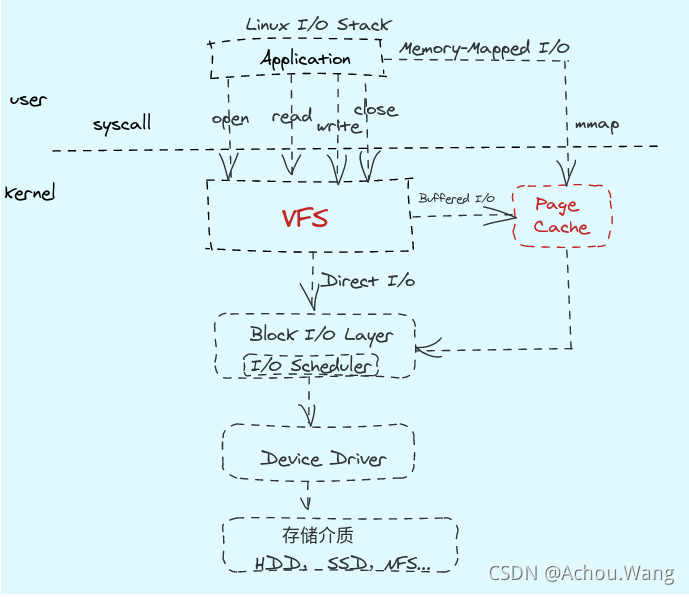 Linux I/O Stack
Application
Memory-Mapped I/O
user
syscall
open
read
write
close
mmap
Kernel
VFS
Buffered I/O
Page
Cache
Direct I/O
Block I/O Layer
I/O Scheduler
Device Driver
存储介质
HDD, SSD, NFS...
CSDN @Achou.Wang